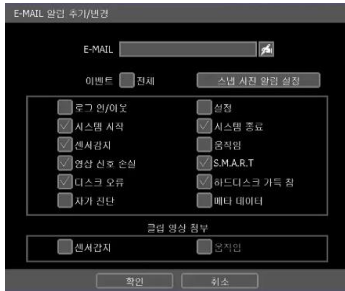 E-MAIL 알림 추가/변경
E-MAIL
이벤트 전체 스냅 사진 알림 설정
로그 인/아웃 설정
시스템 시작 시스템 종료
센서감지 움직임
영상 신호 손실 S.M.A.R.T
디스크 오류 하드디스크 가득 참
자가 진단 메타 데이터
클립 영상 첨부
센서감지 움직임
확인 취소